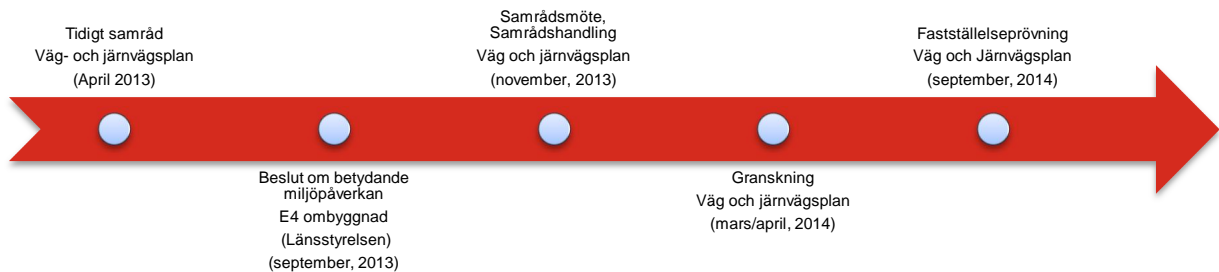 Tidigt samråd
Väg- och järnvägsplan
(April 2013)
Beslut om betydande
miljöpåverkan
E4 ombyggnad
(Länsstyrelsen)
(september, 2013)
Samrådsmöte,
Samrådshandling
Väg och järnvägsplan
(november, 2013)
Granskning
Väg och järnvägsplan
(mars/april, 2014)
Fastställelseprövning
Väg och Järnvägsplan
(september, 2014)